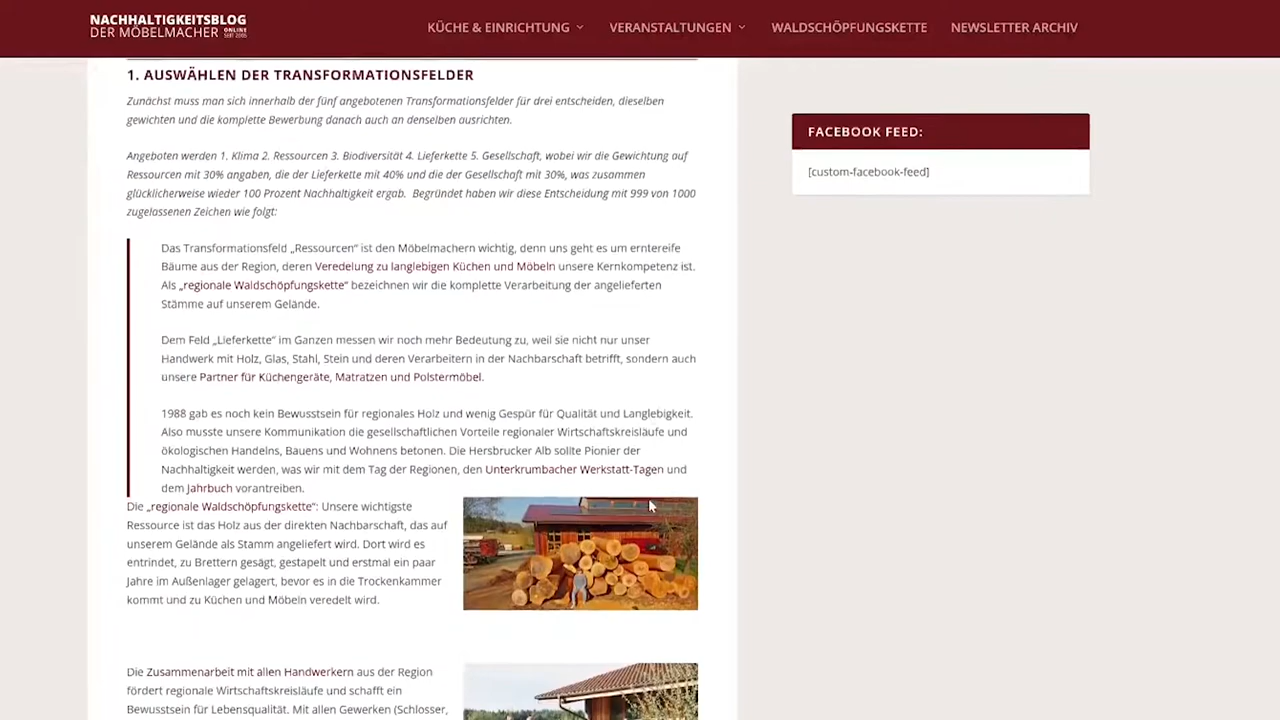 NACHHALTIGKEITSBLOG
DER MÖBELMACHER ONLINE SEIT 2005
KÜCHE & EINRICHTUNG
VERANSTALTUNGEN
WALDSCHÖPFUNGSKETTE
NEWSLETTER ARCHIV
1. AUSWÄHLEN DER TRANSFORMATIONSFELDER
Zunächst muss man sich innerhalb der fünf angebotenen Transformationsfelder für drei entscheiden, dieselben
gewichten und die komplette Bewerbung danach auch an denselben ausrichten.
Angeboten werden 1. Klima 2. Ressourcen 3. Biodiversität 4. Lieferkette 5. Gesellschaft, wobei wir die Gewichtung auf
Ressourcen mit 30% angaben, die der Lieferkette mit 40% und die der Gesellschaft mit 30%, was zusammen
glücklicherweise wieder 100 Prozent Nachhaltigkeit ergab. Begründet haben wir diese Entscheidung mit 999 von 1000
zugelassenen Zeichen wie folgt:
Das Transformationsfeld „Ressourcen“ ist den Möbelmachern wichtig, denn uns geht es um erntereife
Bäume aus der Region, deren Veredelung zu langlebigen Küchen und Möbeln unsere Kernkompetenz ist.
Als „regionale Waldschöpfungskette“ bezeichnen wir die komplette Verarbeitung der angelieferten
Stämme auf unserem Gelände.
Dem Feld „Lieferkette“ im Ganzen messen wir noch mehr Bedeutung zu, weil sie nicht nur unser
Handwerk mit Holz, Glas, Stahl, Stein und deren Verarbeitern in der Nachbarschaft betrifft, sondern auch
unsere Partner für Küchengeräte, Matratzen und Polstermöbel.
1988 gab es noch kein Bewusstsein für regionales Holz und wenig Gespür für Qualität und Langlebigkeit.
Also musste unsere Kommunikation die gesellschaftlichen Vorteile regionaler Wirtschaftskreisläufe und
ökologischen Handelns, Bauens und Wohnens betonen. Die Hersbrucker Alb sollte Pionier der
Nachhaltigkeit werden, was wir mit dem Tag der Regionen, den Unterkrumbacher Werkstatt-Tagen und
dem Jahrbuch vorantreiben.
Die „regionale Waldschöpfungskette“: Unsere wichtigste
Ressource ist das Holz aus der direkten Nachbarschaft, das auf
unserem Gelände als Stamm angeliefert wird. Dort wird es
entrindet, zu Brettern gesägt, gestapelt und erstmal ein paar
Jahre im Außenlager gelagert, bevor es in die Trockenkammer
kommt und zu Küchen und Möbeln veredelt wird.
Die Zusammenarbeit mit allen Handwerkern aus der Region
fördert regionale Wirtschaftskreisläufe und schafft ein
Bewusstsein für Lebensqualität. Mit allen Gewerken (Schlosser,
FACEBOOK FEED:
[custom-facebook-feed]